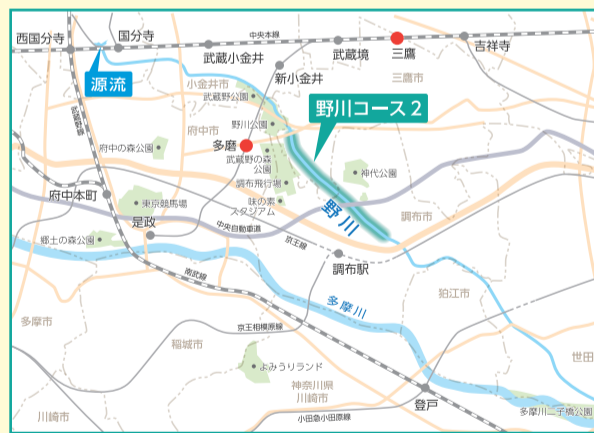 西国分寺
国分寺
中央本線
武蔵小金井
武蔵境
三鷹
吉祥寺
源流
新小金井
三鷹市
小金井市
武蔵野公園
武蔵野線
野川コース2
府中の森公園
府中市
野川公園
多磨
武蔵野の森
公園
神代公園
調布飛行場
府中本町
東京競馬場
味の素
スタジアム
野川
調布市
是政
中央自動車道
京王線
郷土の森公園
調布駅
南武線
狛江市
多摩川
多摩市
京王相模原線
稲城市
世田
よみうりランド
神奈川県
川崎市
登戸
多摩川二子橋公園
川崎市
小田急小田原線